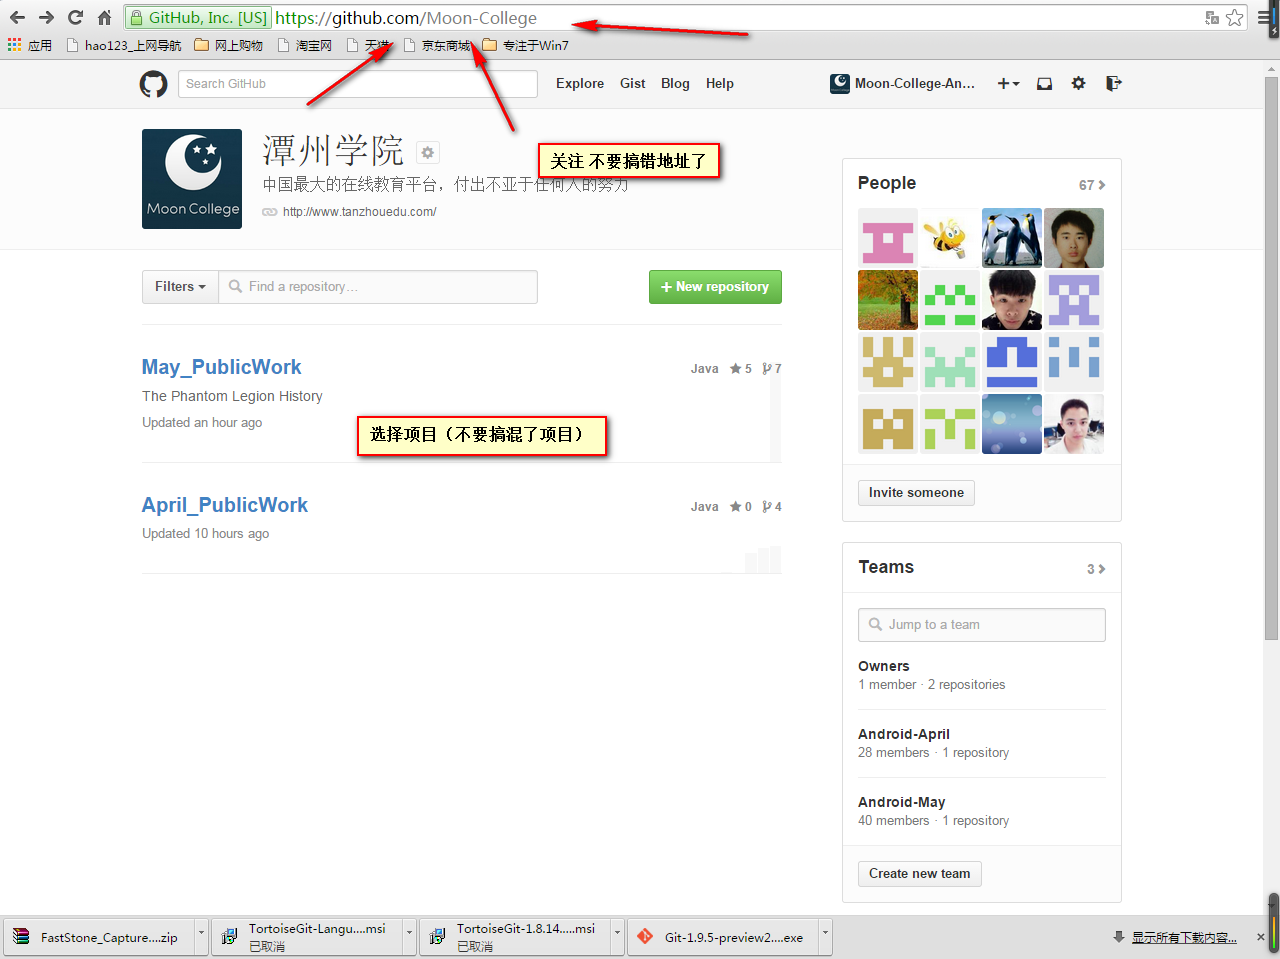 GitHub, Inc. [US] https://github.com/Moon-College
应用 hao123_上网导航 网上购物 淘宝网 天猫 京东商城 专注于Win7
Search GitHub Explore Gist Blog Help Moon-College-An...
潭州学院
中国最大的在线教育平台，付出不亚于任何人的努力
http://www.tanzhouedu.com/
Moon College
关注 不要搞错地址了
Filters Find a repository... New repository
May_PublicWork Java 5 7
The Phantom Legion History
Updated an hour ago
选择项目（不要搞混了项目）
April_PublicWork Java 0 4
Updated 10 hours ago
People 67
Invite someone
Teams 3
Jump to a team
Owners
1 member · 2 repositories
Android-April
28 members · 1 repository
Android-May
40 members · 1 repository
Create new team
FastStone_Capture....zip
TortoiseGit-Langu....msi
已取消
TortoiseGit-1.8.14.....msi
已取消
Git-1.9.5-preview2....exe
显示所有下载内容...